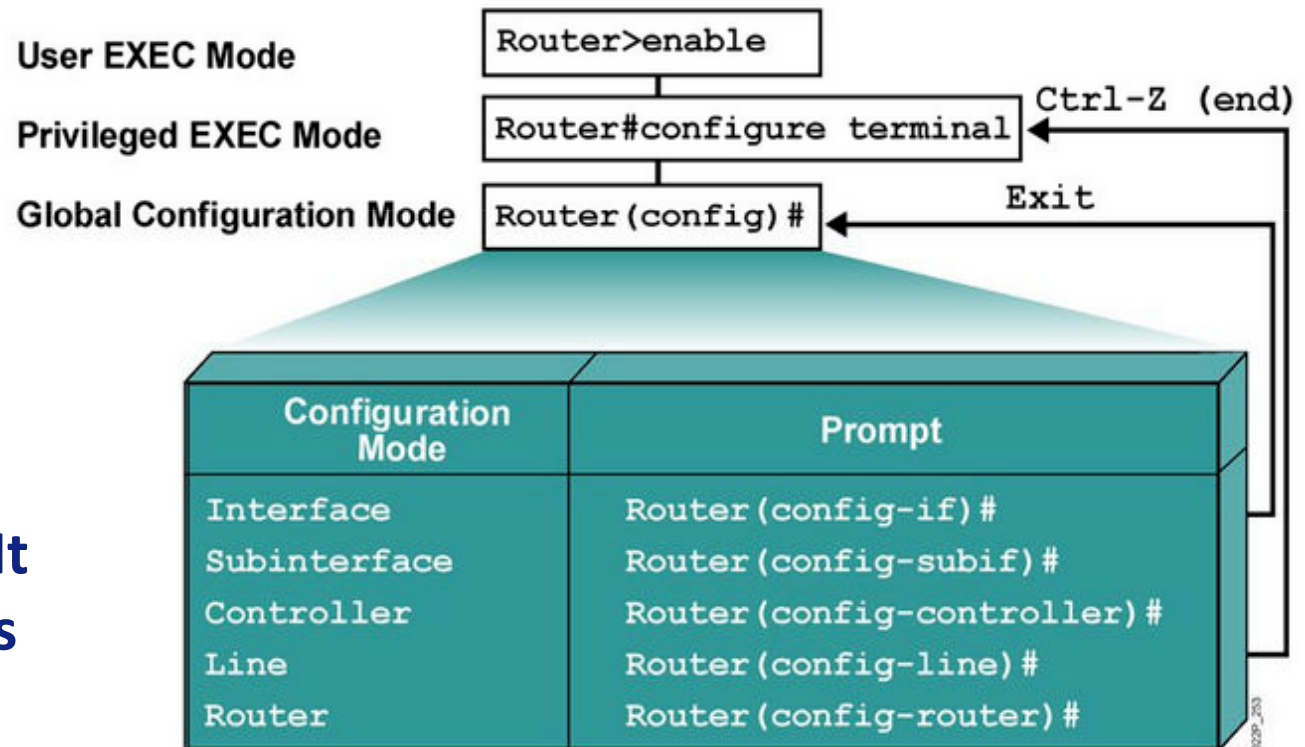 User EXEC Mode
Router>enable
Ctrl-Z (end)
Privileged EXEC Mode
Router#configure terminal
Exit
Global Configuration Mode
Router(config)#
Configuration
Mode
Prompt
Interface Router(config-if)#
Subinterface Router(config-subif)#
Controller Router(config-controller)#
Line Router(config-line)#
Router Router(config-router)#
lt
s
022P_253